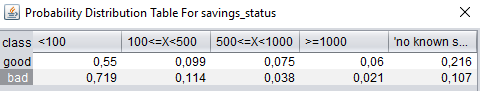 Probability Distribution Table For savings_status
class <100 100<=X<500 500<=X<1000 >=1000 'no known s...
good 0,55 0,099 0,075 0,06 0,216
bad 0,719 0,114 0,038 0,021 0,107